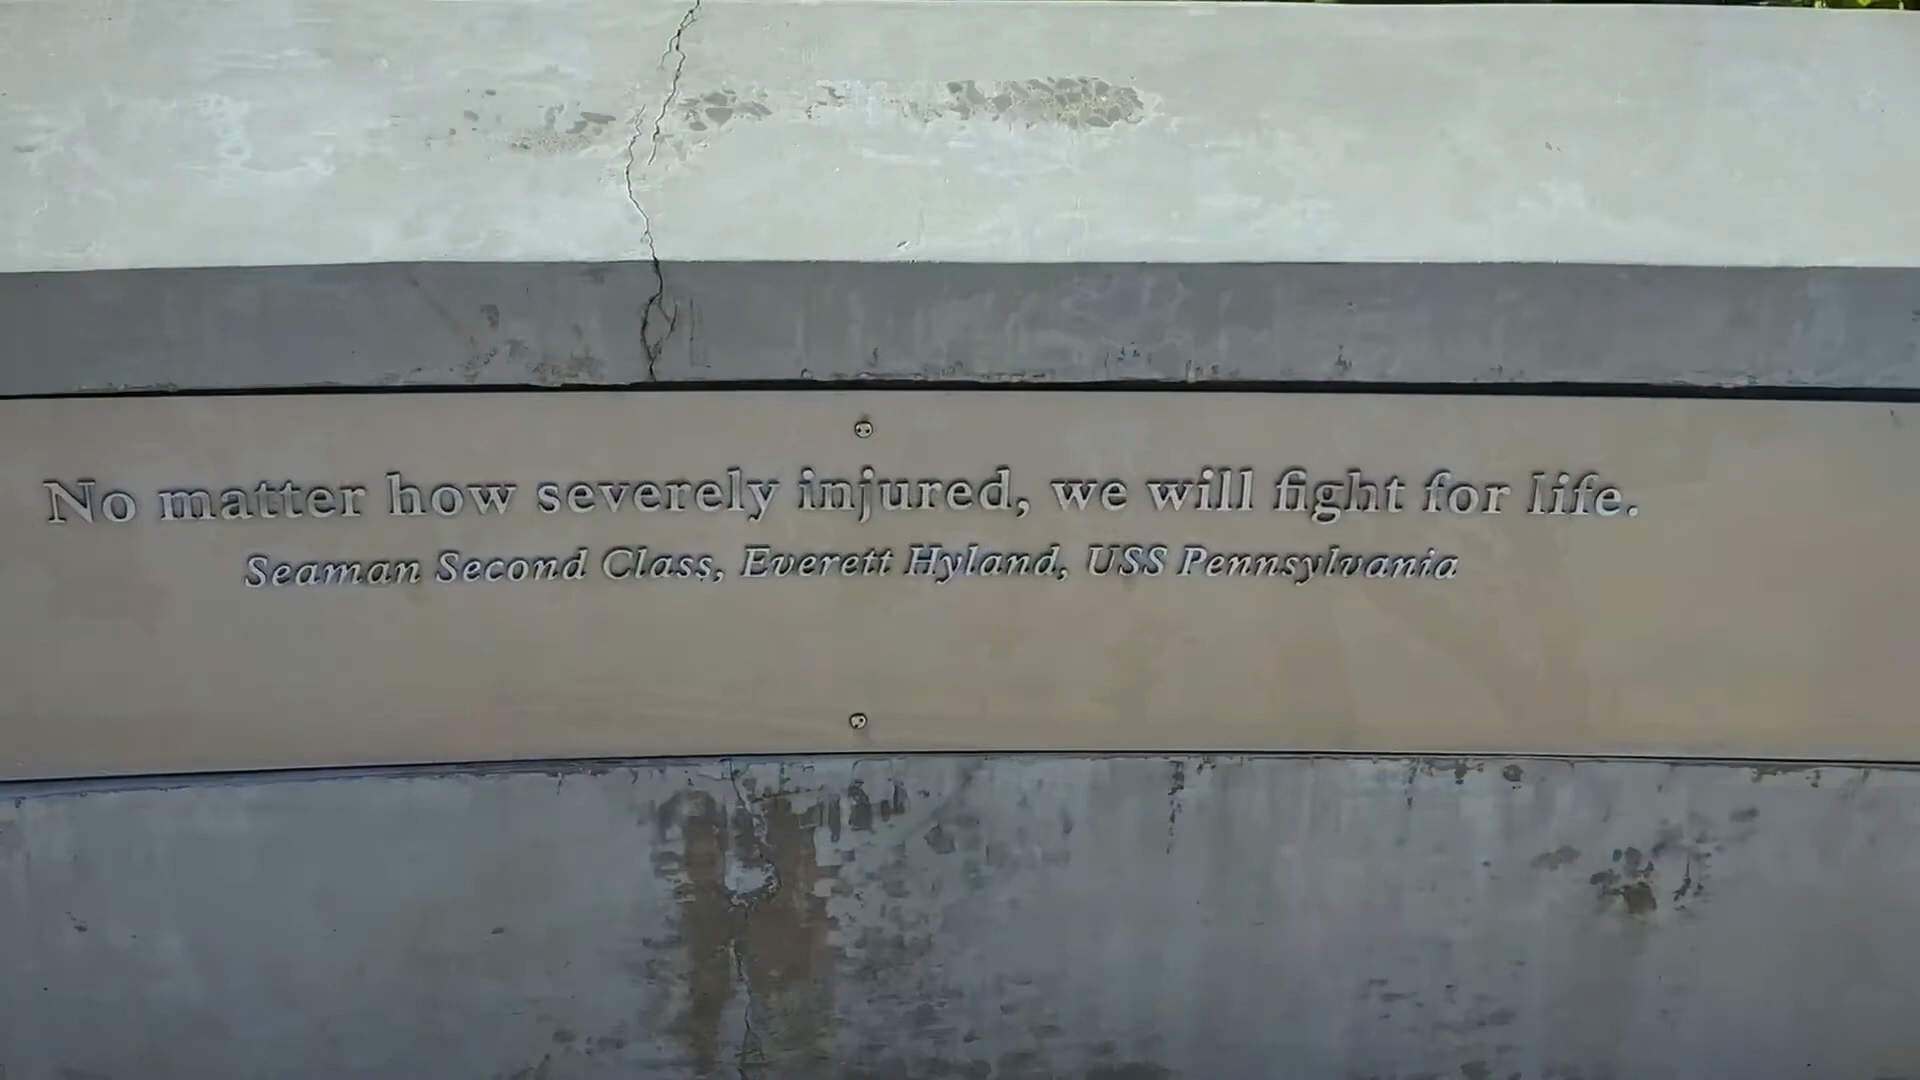 No matter how severely injured, we will fight for life.
Seaman Second Class, Everett Hyland, USS Pennsylvania